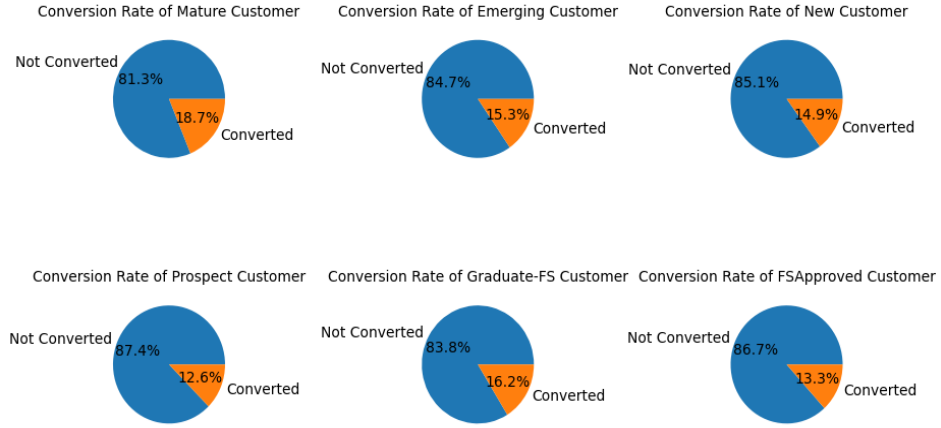 Conversion Rate of Mature Customer
Not Converted
81.3%
18.7%
Converted
Conversion Rate of Emerging Customer
Not Converted
84.7%
15.3%
Converted
Conversion Rate of New Customer
Not Converted
85.1%
14.9%
Converted
Conversion Rate of Prospect Customer
Not Converted
87.4%
12.6%
Converted
Conversion Rate of Graduate-FS Customer
Not Converted
83.8%
16.2%
Converted
Conversion Rate of FSApproved Customer
Not Converted
86.7%
13.3%
Converted